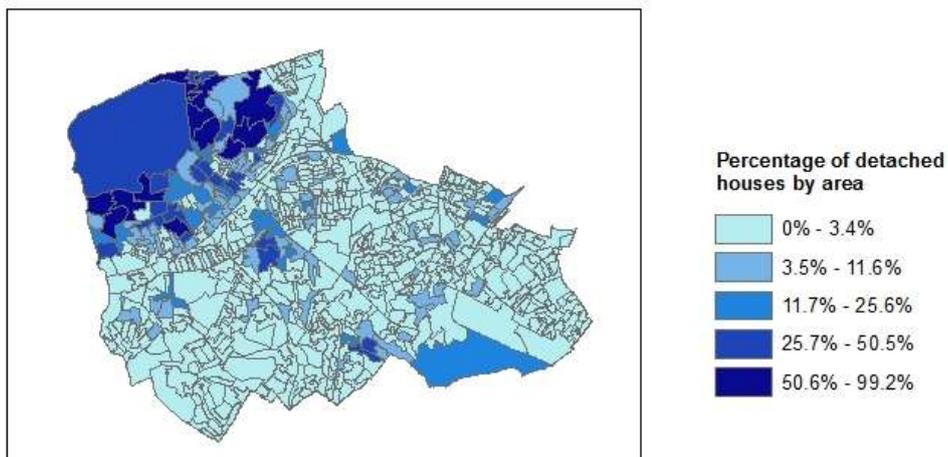 Percentage of detached
houses by area
0% - 3.4%
3.5% - 11.6%
11.7% - 25.6%
25.7% - 50.5%
50.6% - 99.2%